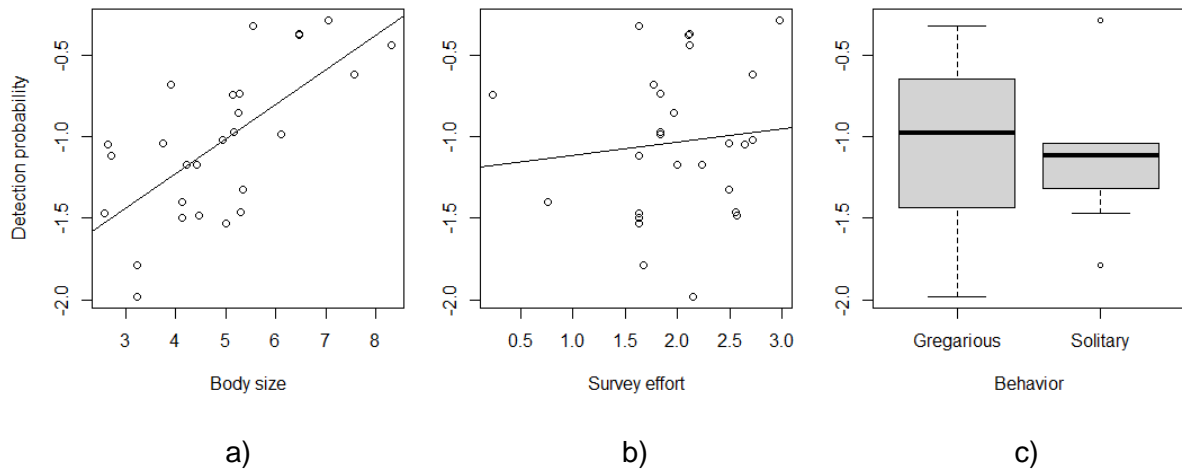 Detection probability
-0.5
-1.0
-1.5
-2.0
3 4 5 6 7 8
Body size
a)
-0.5
-1.0
-1.5
-2.0
0.5 1.0 1.5 2.0 2.5 3.0
Survey effort
b)
-0.5
-1.0
-1.5
-2.0
Gregarious Solitary
Behavior
c)